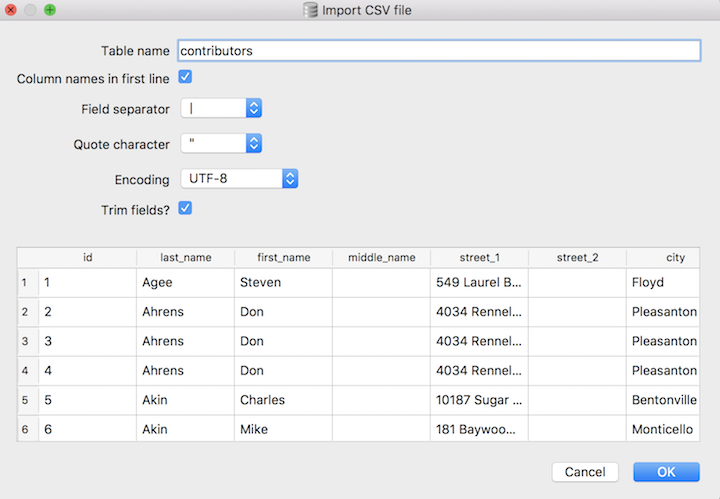 Import CSV file
Table name contributors
Column names in first line
Field separator |
Quote character "
Encoding UTF-8
Trim fields?
id last_name first_name middle_name street_1 street_2 city
1 1 Agee Steven 549 Laurel B... Floyd
2 2 Ahrens Don 4034 Rennel... Pleasanton
3 3 Ahrens Don 4034 Rennel... Pleasanton
4 4 Ahrens Don 4034 Rennel... Pleasanton
5 5 Akin Charles 10187 Sugar ... Bentonville
6 6 Akin Mike 181 Baywoo... Monticello
Cancel OK